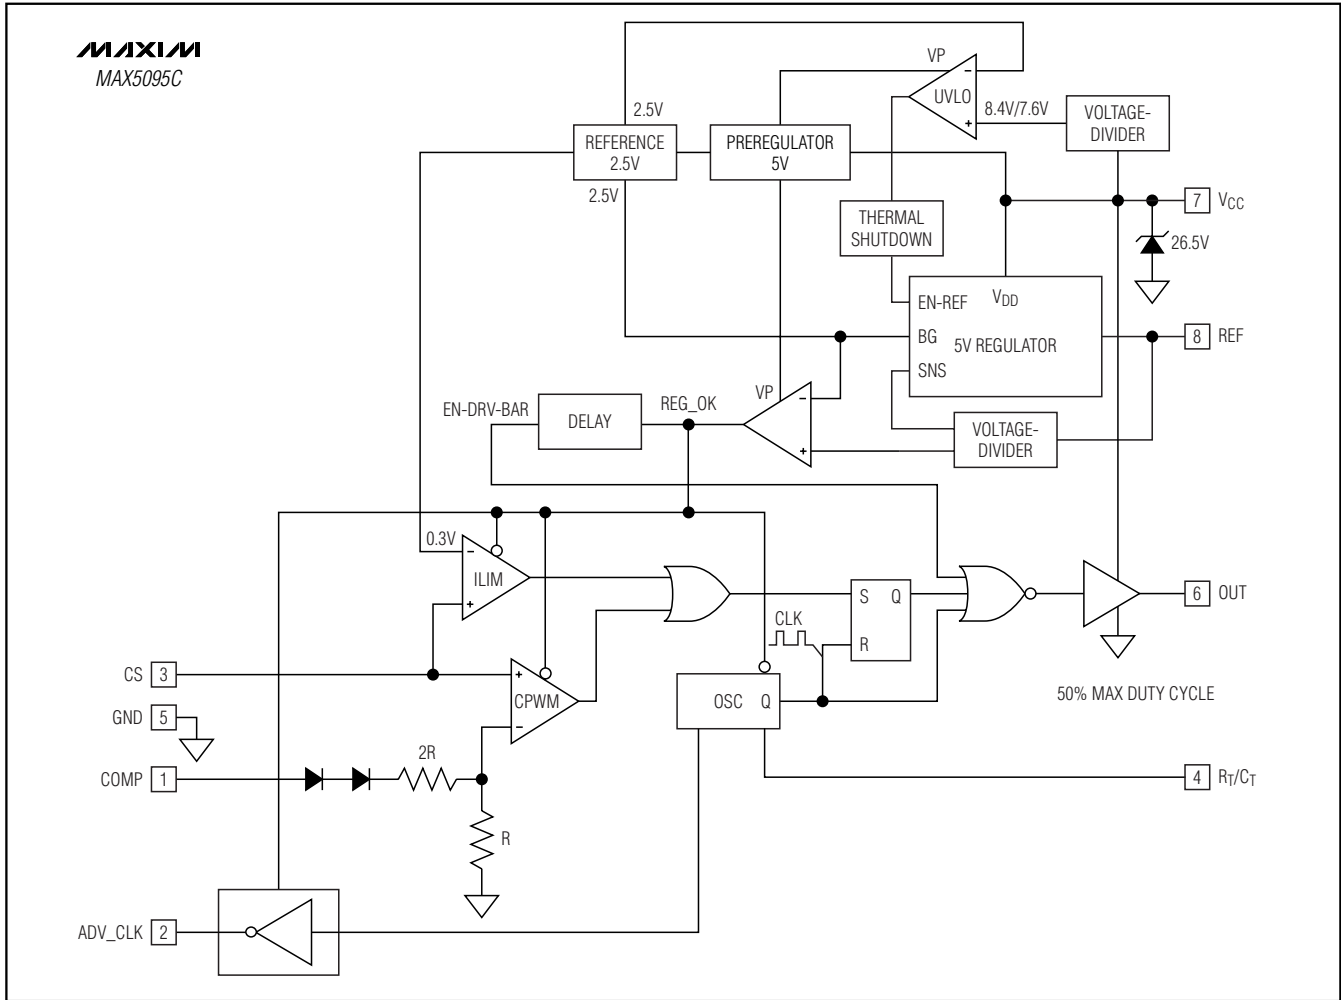 MAXIM
MAX5095C
VP
UVLO
−
+
8.4V/7.6V
VOLTAGE-
DIVIDER
2.5V
REFERENCE
2.5V
PREREGULATOR
5V
2.5V
THERMAL
SHUTDOWN
7 VCC
26.5V
EN-REF
VDD
BG
5V REGULATOR
SNS
8 REF
VP
−
+
EN-DRV-BAR
DELAY
REG_OK
VOLTAGE-
DIVIDER
0.3V
−
ILIM
+
S Q
R
CLK
6 OUT
CS 3
+
CPWM
−
OSC Q
50% MAX DUTY CYCLE
GND 5
COMP 1
2R
4 RT/CT
R
ADV_CLK 2